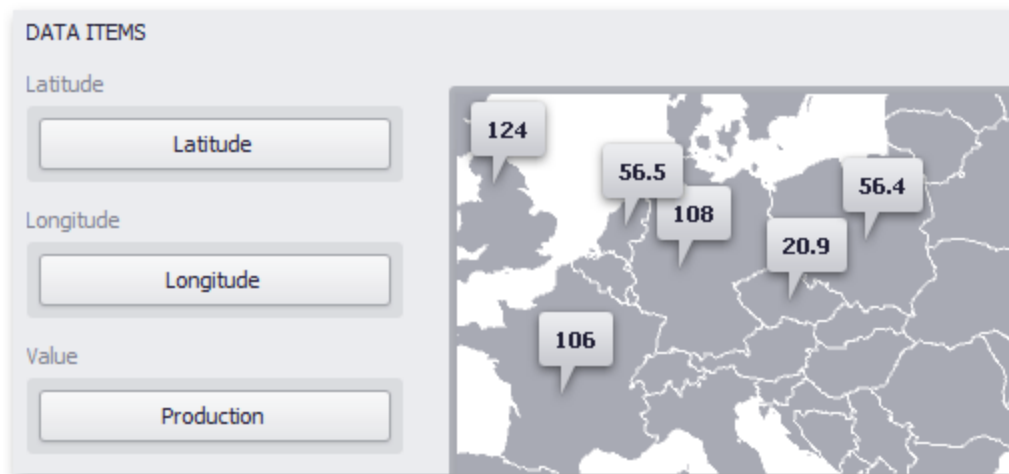 DATA ITEMS
Latitude
Latitude
Longitude
Longitude
Value
Production
124
56.5
56.4
108
20.9
106